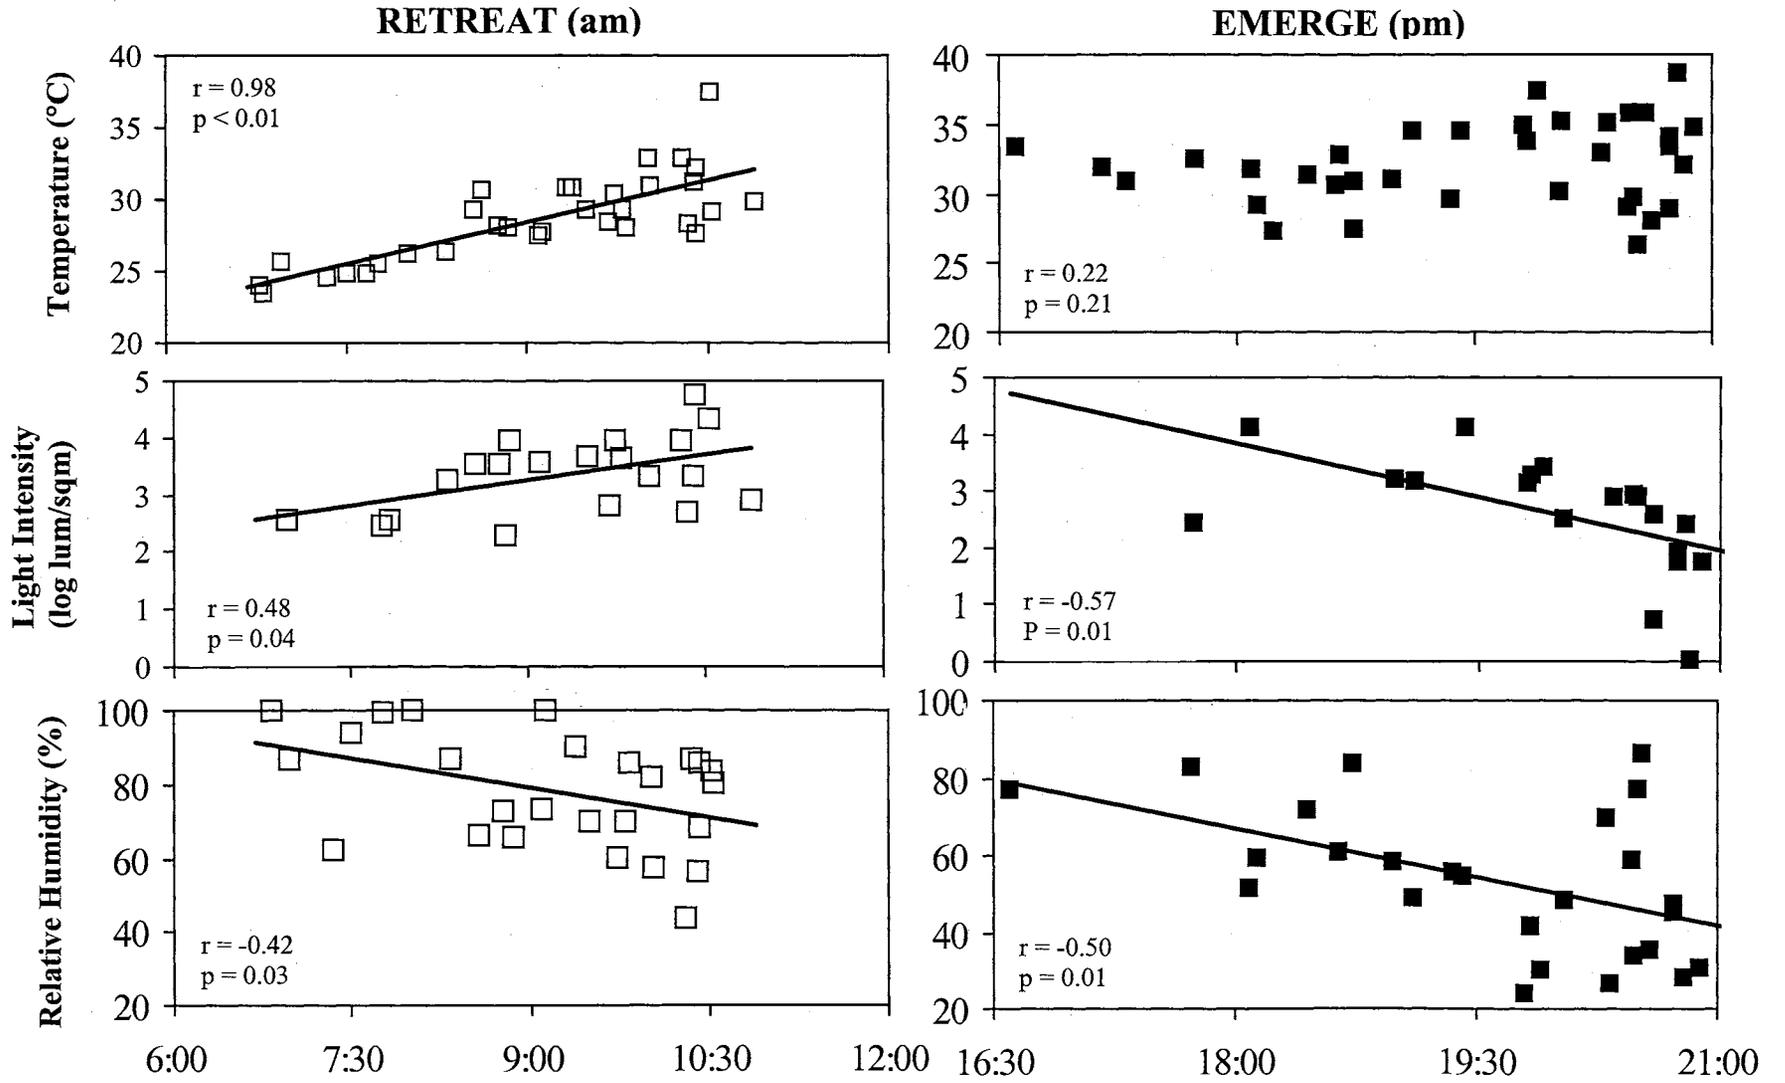 RETREAT (am)
EMERGE (pm)
Temperature (°C)
40
35
30
25
20
r = 0.98
p < 0.01
40
35
30
25
20
r = 0.22
p = 0.21
Light Intensity
(log lum/sqm)
5
4
3
2
1
0
r = 0.48
p = 0.04
5
4
3
2
1
0
r = -0.57
P = 0.01
Relative Humidity (%)
100
80
60
40
20
r = -0.42
p = 0.03
100
80
60
40
20
r = -0.50
p = 0.01
6:00 7:30 9:00 10:30 12:00
16:30 18:00 19:30 21:00